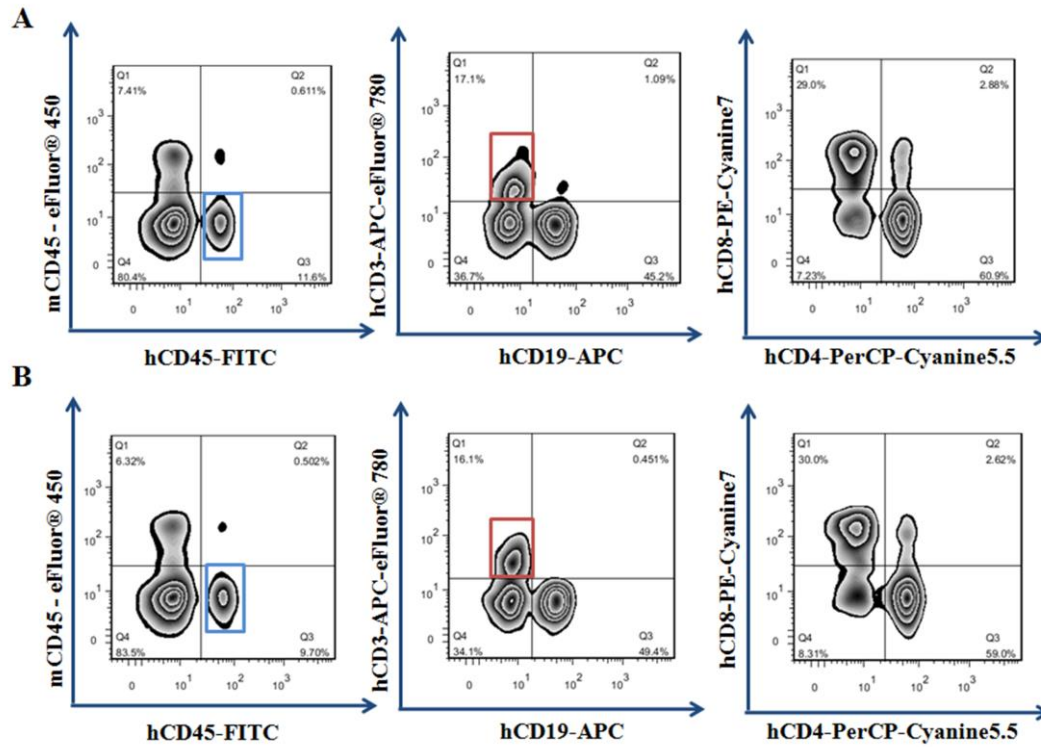 A
mCD45 - eFluor® 450
Q1
7.41%
Q2
0.611%
10³
10²
10¹
0
Q4
80.4%
Q3
11.6%
0
10¹
10²
10³
hCD45-FITC
hCD3-APC-eFluor® 780
Q1
17.1%
Q2
1.09%
10³
10²
10¹
0
Q4
36.7%
Q3
45.2%
0
10¹
10²
10³
hCD19-APC
hCD8-PE-Cyanine7
Q1
29.0%
Q2
2.88%
10³
10²
10¹
0
Q4
7.23%
Q3
60.9%
0
10¹
10²
10³
hCD4-PerCP-Cyanine5.5
B
mCD45 - eFluor® 450
Q1
6.32%
Q2
0.502%
10³
10²
10¹
0
Q4
83.5%
Q3
9.70%
0
10¹
10²
10³
hCD45-FITC
hCD3-APC-eFluor® 780
Q1
16.1%
Q2
0.451%
10³
10²
10¹
0
Q4
34.1%
Q3
49.4%
0
10¹
10²
10³
hCD19-APC
hCD8-PE-Cyanine7
Q1
30.0%
Q2
2.62%
10³
10²
10¹
0
Q4
8.31%
Q3
59.0%
0
10¹
10²
10³
hCD4-PerCP-Cyanine5.5